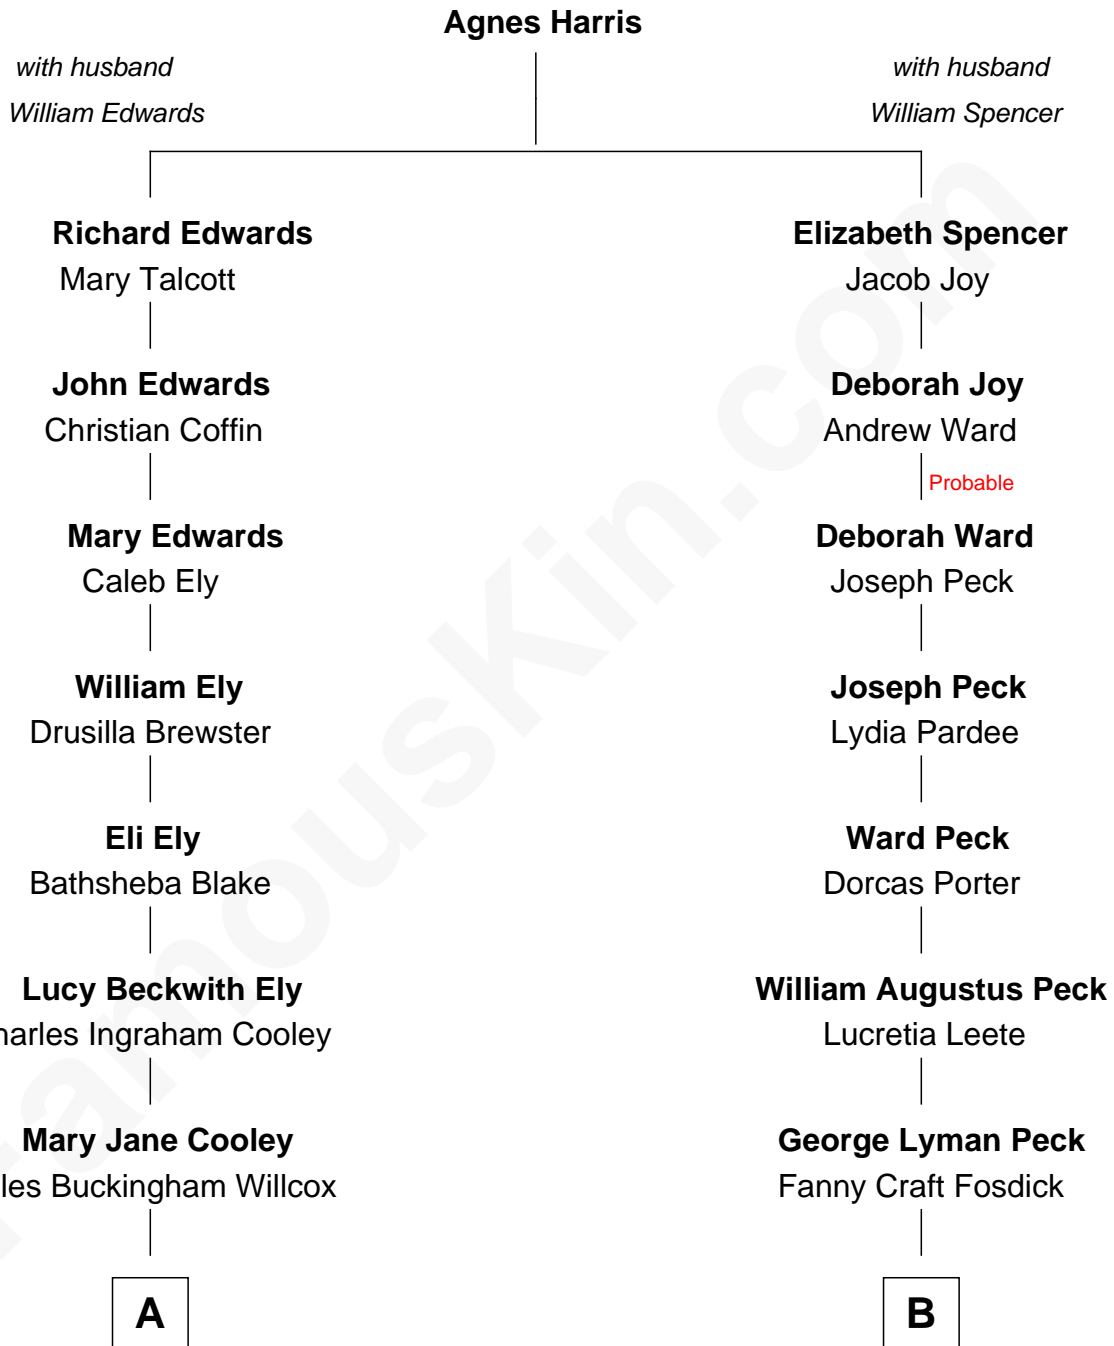 Agnes Harris
with husband
William Edwards
with husband
William Spencer
Richard Edwards
Mary Talcott
Elizabeth Spencer
Jacob Joy
John Edwards
Christian Coffin
Deborah Joy
Andrew Ward
Probable
Mary Edwards
Caleb Ely
Deborah Ward
Joseph Peck
William Ely
Drusilla Brewster
Joseph Peck
Lydia Pardee
Eli Ely
Bathsheba Blake
Ward Peck
Dorcas Porter
Lucy Beckwith Ely
harles Ingraham Cooley
William Augustus Peck
Lucretia Leete
Mary Jane Cooley
les Buckingham Willcox
George Lyman Peck
Fanny Craft Fosdick
A
B
FamousKin.com